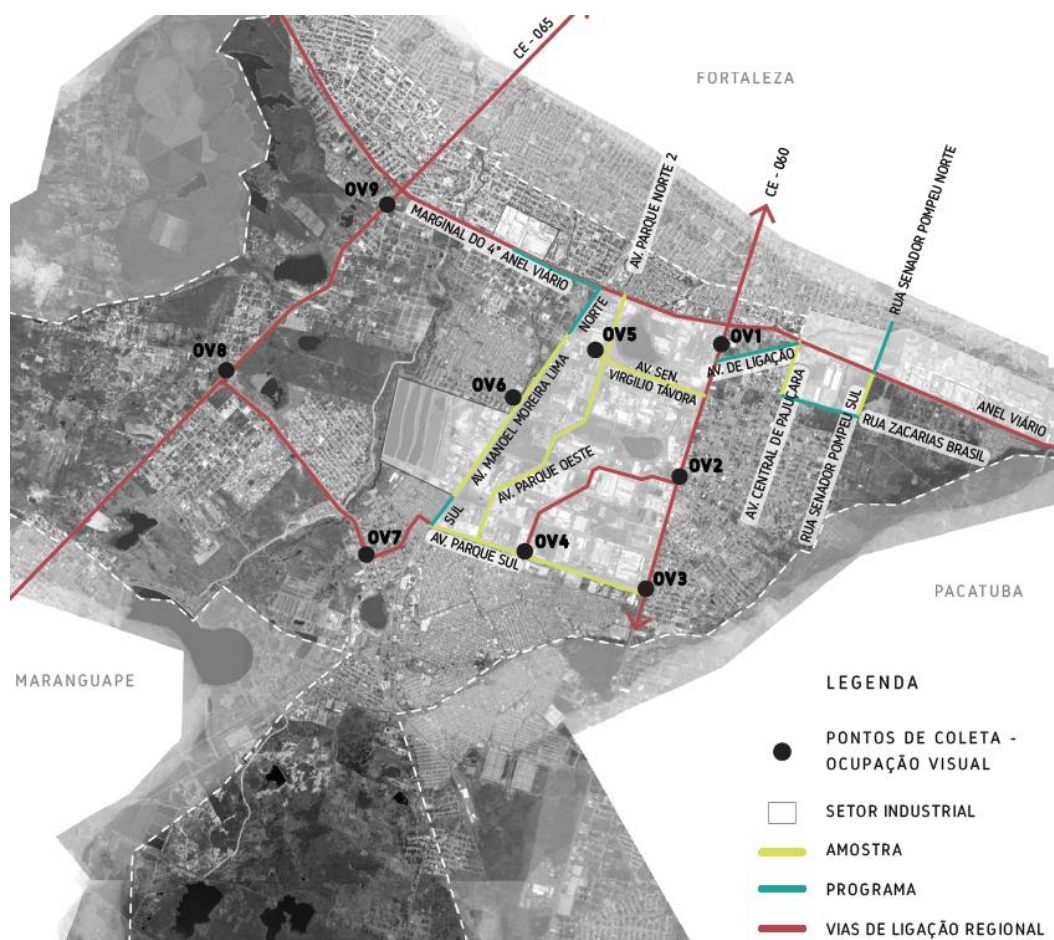 CE - 065
FORTALEZA
OV9
MARGINAL DO 4° ANEL VIÁRIO
AV. PARQUE NORTE 2
CE - 060
RUA SENADOR POMPEU NORTE
NORTE
OV5
OV1
AV. DE LIGAÇÃO
OV8
AV. SEN.
VIRGILIO TÁVORA
OV6
AV. MANOEL MOREIRA LIMA
AV. CENTRAL DE PAJUÇARA
RUA SENADOR POMPEU SUL
ANEL VIÁRIO
RUA ZACARIAS BRASIL
AV. PARQUE OESTE
OV2
SUL
OV7
AV. PARQUE SUL
OV4
OV3
PACATUBA
MARANGUAPE
LEGENDA
PONTOS DE COLETA -
OCUPAÇÃO VISUAL
SETOR INDUSTRIAL
AMOSTRA
PROGRAMA
VIAS DE LIGAÇÃO REGIONAL